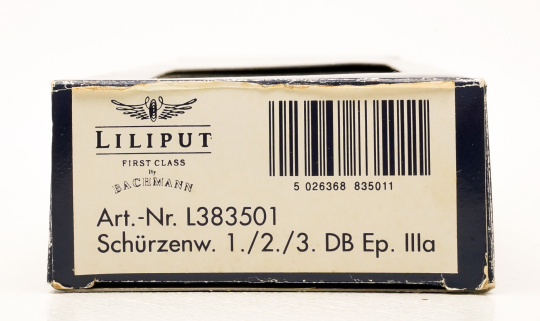 LILIPUT
FIRST CLASS
By
BACHMANN
5 026368 835011
Art.-Nr. L383501
Schürzenw. 1./2./3. DB Ep. IIIa